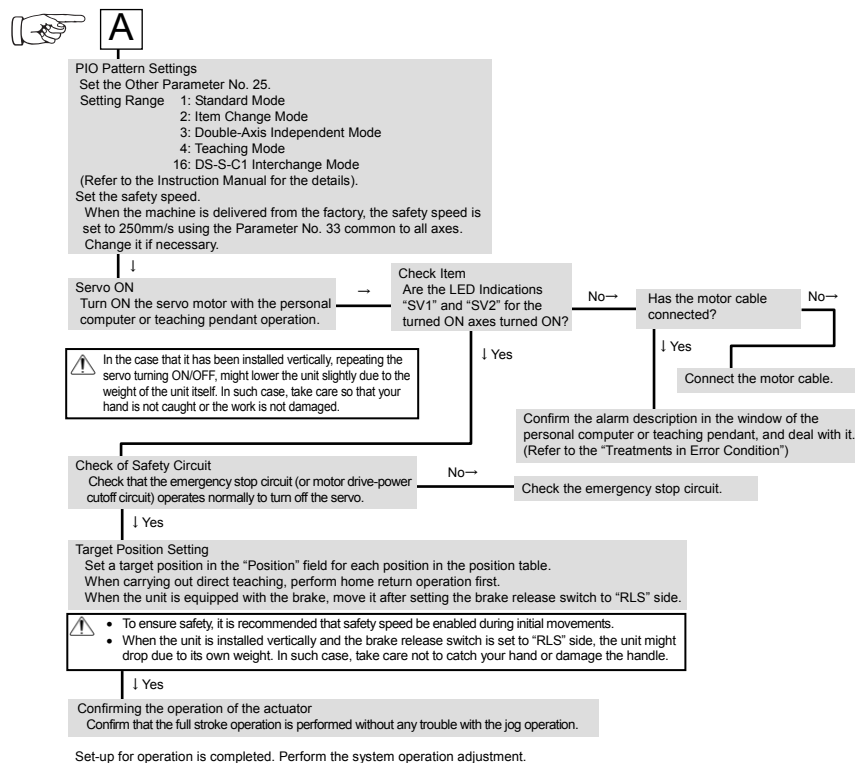 A
PIO Pattern Settings
Set the Other Parameter No. 25.
Setting Range 1: Standard Mode
2: Item Change Mode
3: Double-Axis Independent Mode
4: Teaching Mode
16: DS-S-C1 Interchange Mode
(Refer to the Instruction Manual for the details).
Set the safety speed.
When the machine is delivered from the factory, the safety speed is
set to 250mm/s using the Parameter No. 33 common to all axes.
Change it if necessary.
↓
Servo ON
Turn ON the servo motor with the personal
computer or teaching pendant operation.
→
Check Item
Are the LED Indications
“SV1” and “SV2” for the
turned ON axes turned ON?
No→
Has the motor cable
connected?
No→
Connect the motor cable.
↓ Yes
Confirm the alarm description in the window of the
personal computer or teaching pendant, and deal with it.
(Refer to the “Treatments in Error Condition”)
↓ Yes
In the case that it has been installed vertically, repeating the
servo turning ON/OFF, might lower the unit slightly due to the
weight of the unit itself. In such case, take care so that your
hand is not caught or the work is not damaged.
Check of Safety Circuit
Check that the emergency stop circuit (or motor drive-power
cutoff circuit) operates normally to turn off the servo.
No→
Check the emergency stop circuit.
↓ Yes
Target Position Setting
Set a target position in the “Position” field for each position in the position table.
When carrying out direct teaching, perform home return operation first.
When the unit is equipped with the brake, move it after setting the brake release switch to “RLS” side.
• To ensure safety, it is recommended that safety speed be enabled during initial movements.
• When the unit is installed vertically and the brake release switch is set to “RLS” side, the unit might
drop due to its own weight. In such case, take care not to catch your hand or damage the handle.
↓ Yes
Confirming the operation of the actuator
Confirm that the full stroke operation is performed without any trouble with the jog operation.
Set-up for operation is completed. Perform the system operation adjustment.